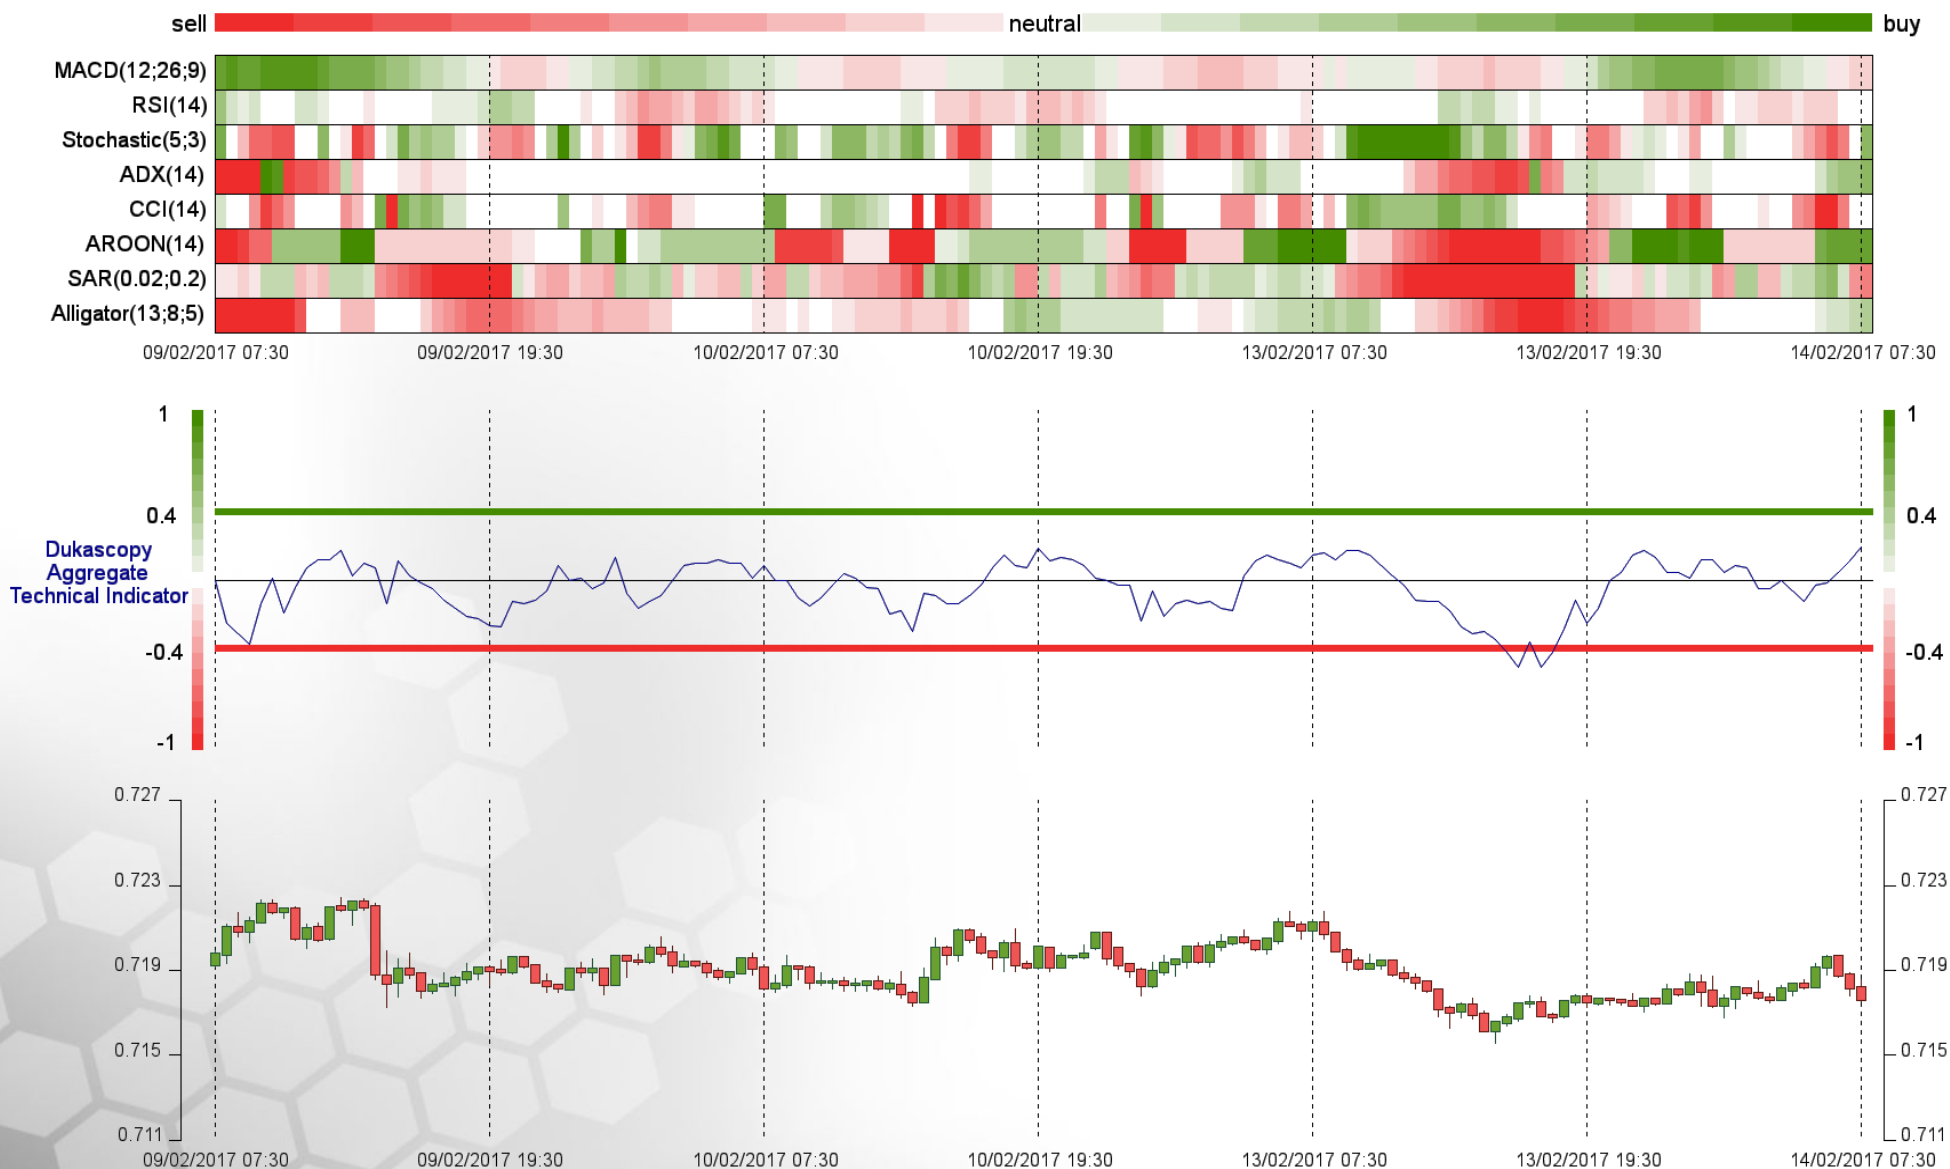 sell neutral buy
MACD(12;26;9)
RSI(14)
Stochastic(5;3)
ADX(14)
CCI(14)
AROON(14)
SAR(0.02;0.2)
Alligator(13;8;5)
09/02/2017 07:30 09/02/2017 19:30 10/02/2017 07:30 10/02/2017 19:30 13/02/2017 07:30 13/02/2017 19:30 14/02/2017 07:30
1 1
0.4 0.4
Dukascopy
Aggregate
Technical Indicator
-0.4 -0.4
-1 -1
0.727 0.727
0.723 0.723
0.719 0.719
0.715 0.715
0.711 0.711
09/02/2017 07:30 09/02/2017 19:30 10/02/2017 07:30 10/02/2017 19:30 13/02/2017 07:30 13/02/2017 19:30 14/02/2017 07:30